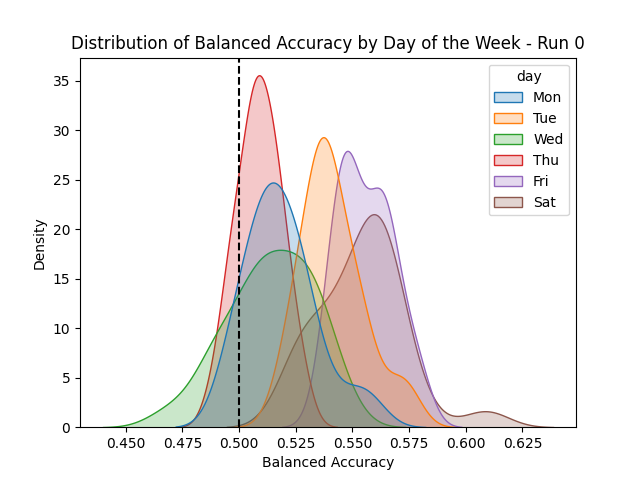 Distribution of Balanced Accuracy by Day of the Week - Run 0
35
30
25
20
15
10
5
0
Density
day
Mon
Tue
Wed
Thu
Fri
Sat
0.450 0.475 0.500 0.525 0.550 0.575 0.600 0.625
Balanced Accuracy